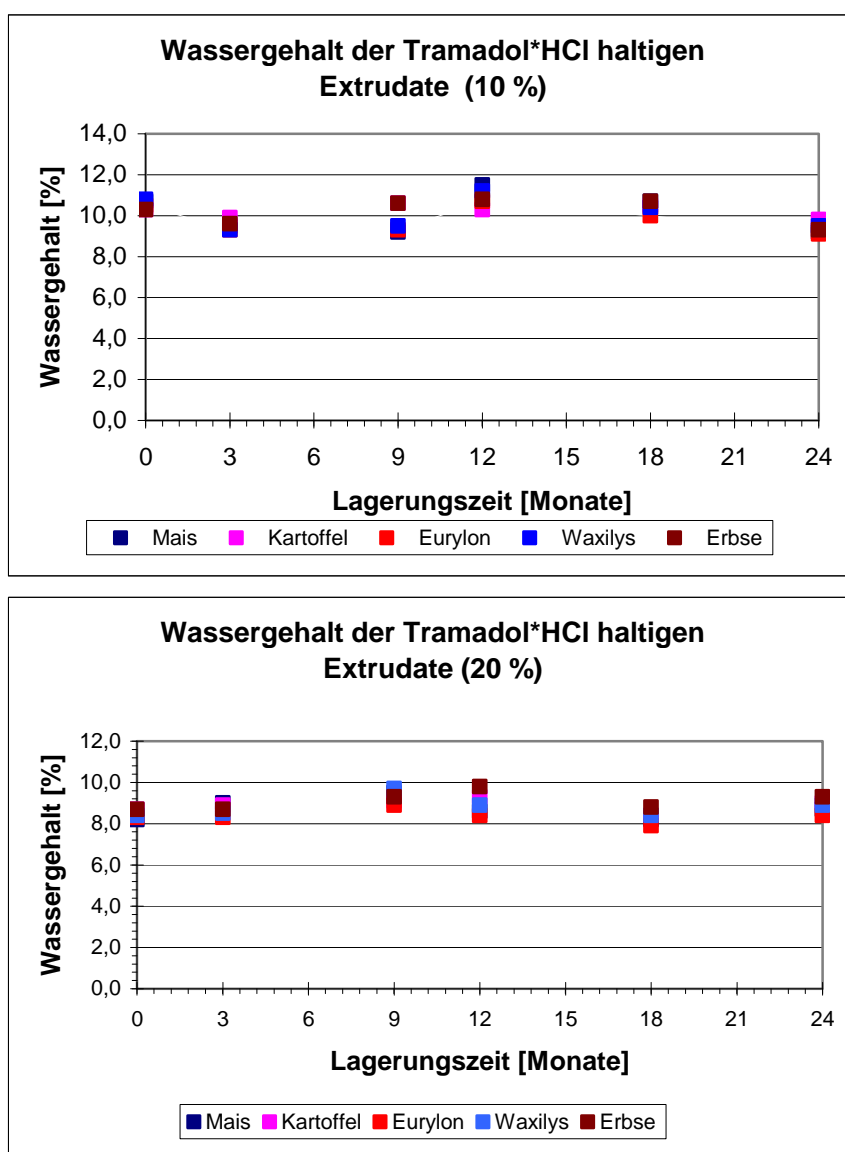 Wassergehalt der Tramadol*HCl haltigen
Extrudate (10 %)
Wassergehalt [%]
14,0
12,0
10,0
8,0
6,0
4,0
2,0
0,0
0 3 6 9 12 15 18 21 24
Lagerungszeit [Monate]
Mais Kartoffel Eurylon Waxilys Erbse
Wassergehalt der Tramadol*HCl haltigen
Extrudate (20 %)
Wassergehalt [%]
12,0
10,0
8,0
6,0
4,0
2,0
0,0
0 3 6 9 12 15 18 21 24
Lagerungszeit [Monate]
Mais Kartoffel Eurylon Waxilys Erbse